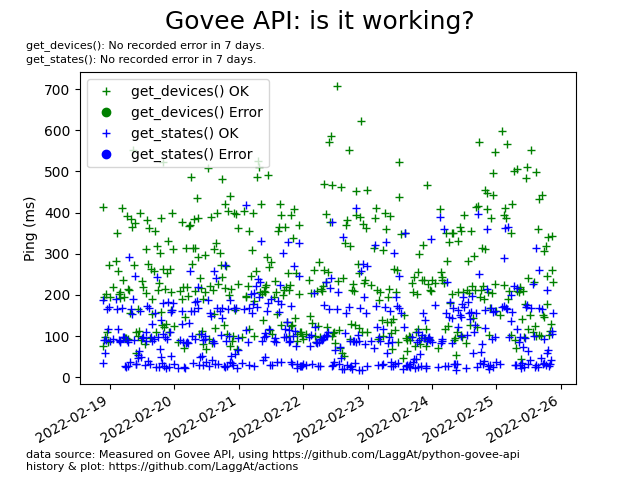 Govee API: is it working?
get_devices(): No recorded error in 7 days.
get_states(): No recorded error in 7 days.
get_devices() OK
get_devices() Error
get_states() OK
get_states() Error
Ping (ms)
700
600
500
400
300
200
100
0
2022-02-19
2022-02-20
2022-02-21
2022-02-22
2022-02-23
2022-02-24
2022-02-25
2022-02-26
data source: Measured on Govee API, using https://github.com/LaggAt/python-govee-api
history & plot: https://github.com/LaggAt/actions